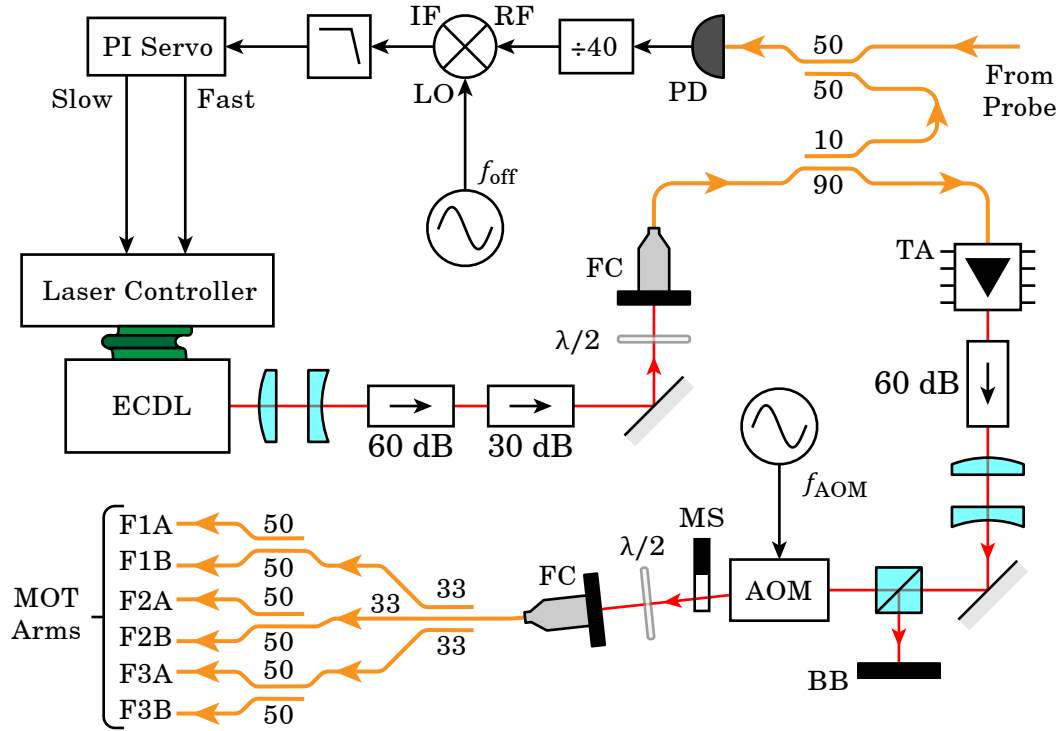 PI Servo
IF
RF
LO
÷40
PD
50
50
From
Probe
Slow
Fast
f_off
10
90
FC
TA
Laser Controller
λ/2
ECDL
60 dB
30 dB
60 dB
f_AOM
MS
λ/2
FC
AOM
BB
MOT
Arms
F1A
F1B
F2A
F2B
F3A
F3B
50
50
50
50
50
50
33
33
33